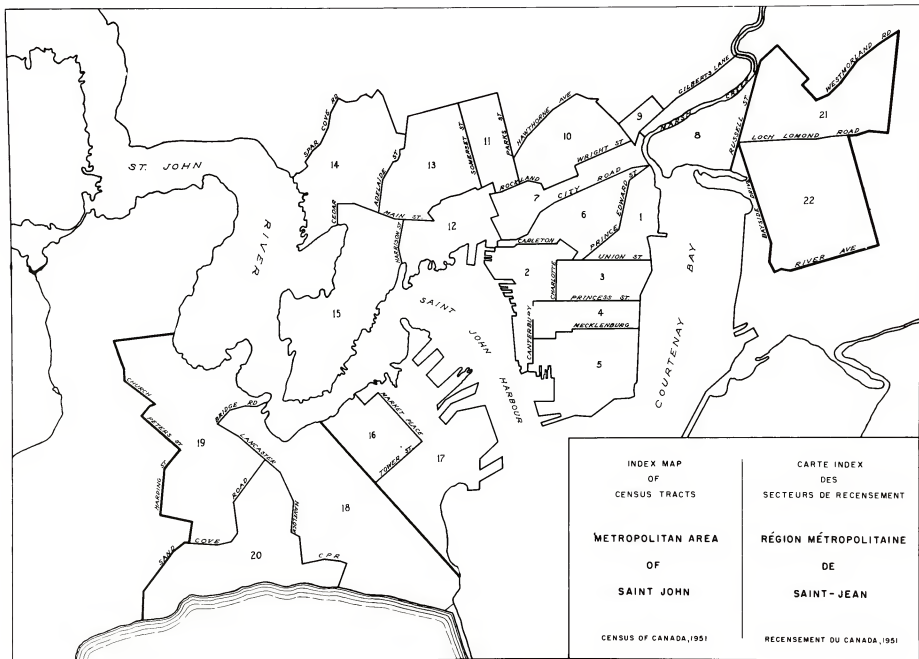 GILBERTS LANE
WESTMORLAND RD
9
MARSH CREEK
21
SPAR COVE RD
HAWTHORNE AVE
10
8
RUSSELL ST
LOCH LOMOND ROAD
ST. JOHN
RIVER
14
ADELAIDE ST
13
SOMERSET ST
11
PARKS ST
WRIGHT ST
ROCKLAND
7
CITY ROAD
22
BAYSIDE DRIVE
CEDAR
MAIN ST.
HARRISON ST
12
6
PRINCE EDWARD ST
1
RIVER AVE
CARLETON
UNION ST
2
CHARLOTTE
3
PRINCESS ST
4
MECKLENBURG
CANTERBURY
5
COURTENAY BAY
15
SAINT JOHN HARBOUR
CHURCH
PETERS ST
HARDING ST
19
BRIDGE RD
LANCASTER
16
MARKET PLACE
TOWER ST
17
ROAD
HAVELOCK
18
SAND
COVE
20
C.P.R.
INDEX MAP
OF
CENSUS TRACTS
METROPOLITAN AREA
OF
SAINT JOHN
CENSUS OF CANADA, 1951
CARTE INDEX
DES
SECTEURS DE RECENSEMENT
RÉGION MÉTROPOLITAINE
DE
SAINT-JEAN
RECENSEMENT DU CANADA, 1951